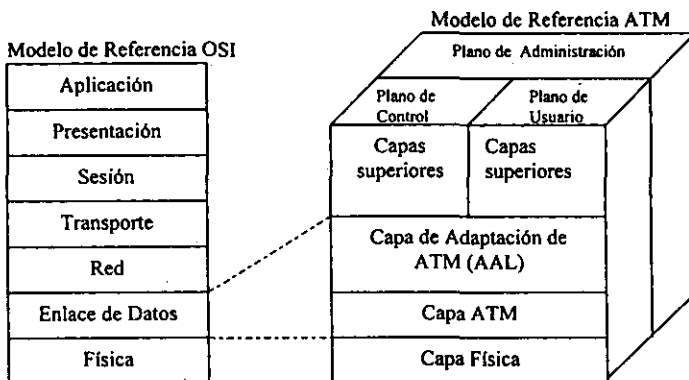 Modelo de Referencia OSI
Aplicación
Presentación
Sesión
Transporte
Red
Enlace de Datos
Física
Modelo de Referencia ATM
Plano de Administración
Plano de
Control
Plano de
Usuario
Capas
superiores
Capas
superiores
Capa de Adaptación de
ATM (AAL)
Capa ATM
Capa Física